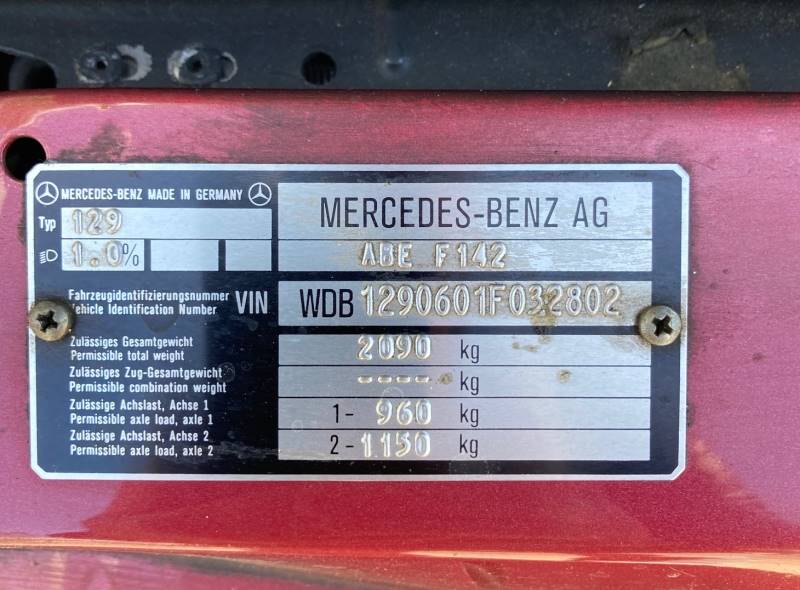 MERCEDES-BENZ MADE IN GERMANY
MERCEDES-BENZ AG
Typ 129
1.0%
ABE F142
Fahrzeugidentifizierungsnummer
Vehicle Identification Number
VIN WDB 1290601F032802
Zulässiges Gesamtgewicht
Permissible total weight
2090 kg
Zulässiges Zug-Gesamtgewicht
Permissible combination weight
---- kg
Zulässige Achslast, Achse 1
Permissible axle load, axle 1
1- 960 kg
Zulässige Achslast, Achse 2
Permissible axle load, axle 2
2- 1.150 kg